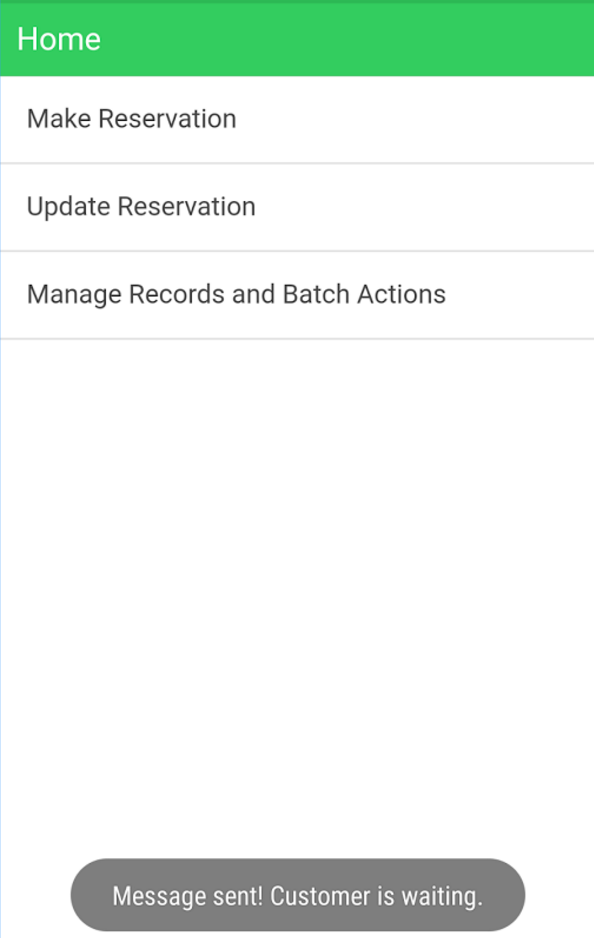 Home
Make Reservation
Update Reservation
Manage Records and Batch Actions
Message sent! Customer is waiting.